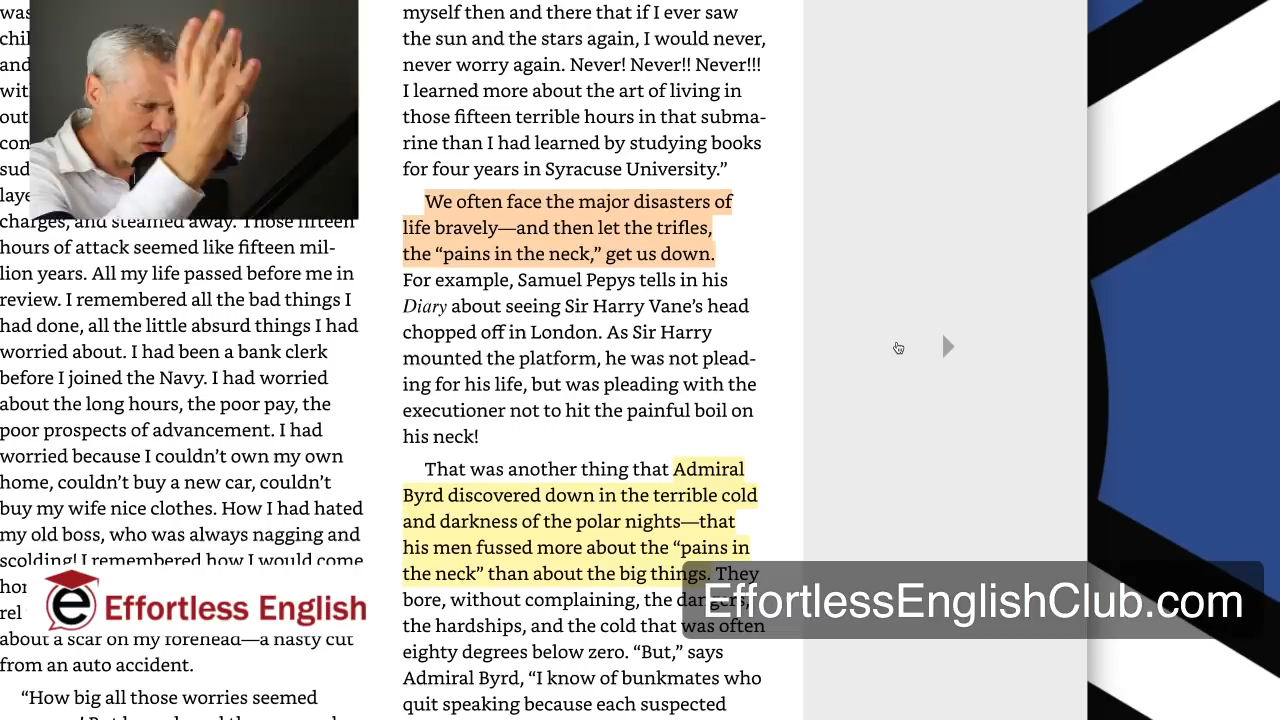 was
chil
and
wit
out
con
sud
laye
charges, and steamed away. Those fifteen
hours of attack seemed like fifteen mil-
lion years. All my life passed before me in
review. I remembered all the bad things I
had done, all the little absurd things I had
worried about. I had been a bank clerk
before I joined the Navy. I had worried
about the long hours, the poor pay, the
poor prospects of advancement. I had
worried because I couldn’t own my own
home, couldn’t buy a new car, couldn’t
buy my wife nice clothes. How I had hated
my old boss, who was always nagging and
scolding! I remembered how I would come
hor
rel
about a scar on my forehead—a nasty cut
from an auto accident.
“How big all those worries seemed
myself then and there that if I ever saw
the sun and the stars again, I would never,
never worry again. Never! Never!! Never!!!
I learned more about the art of living in
those fifteen terrible hours in that subma-
rine than I had learned by studying books
for four years in Syracuse University.”
We often face the major disasters of
life bravely—and then let the trifles,
the “pains in the neck,” get us down.
For example, Samuel Pepys tells in his
Diary about seeing Sir Harry Vane’s head
chopped off in London. As Sir Harry
mounted the platform, he was not plead-
ing for his life, but was pleading with the
executioner not to hit the painful boil on
his neck!
That was another thing that Admiral
Byrd discovered down in the terrible cold
and darkness of the polar nights—that
his men fussed more about the “pains in
the neck” than about the big things. They
bore, without complaining, the dangers,
the hardships, and the cold that was often
eighty degrees below zero. “But,” says
Admiral Byrd, “I know of bunkmates who
quit speaking because each suspected
e Effortless English
EffortlessEnglishClub.com